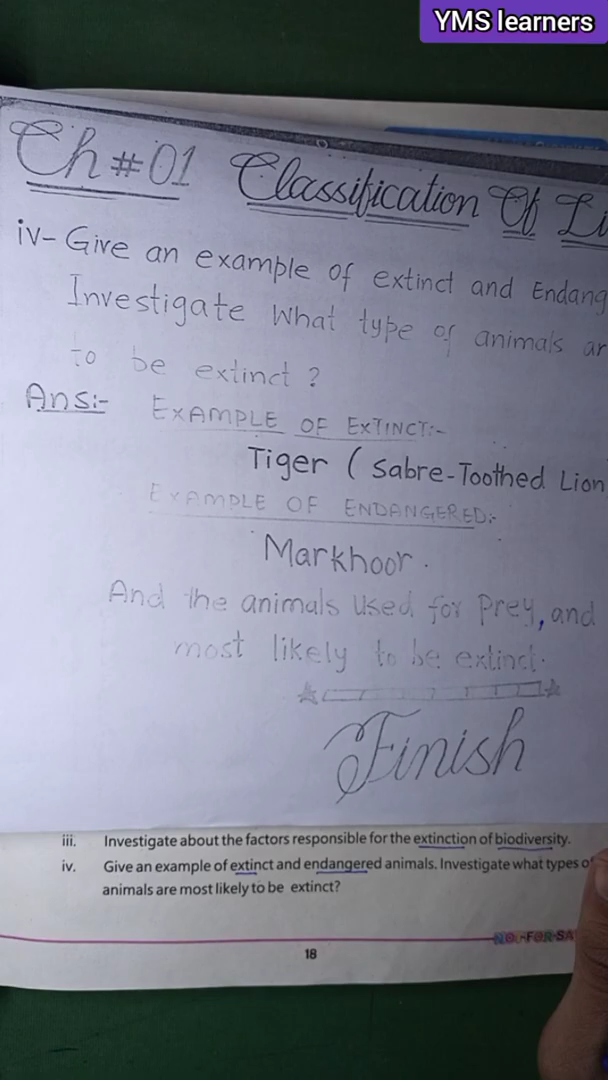 YMS learners
Ch # 01 Classification Of Li
iv- Give an example of extinct and Endang
Investigate What type of animals ar
to be extinct ?
Ans:- EXAMPLE OF EXTINCT:-
Tiger ( Sabre-Toothed Lion
EXAMPLE OF ENDANGERED:-
Markhoor.
And the animals used for Prey, and
most likely to be extinct.
Finish
iii. Investigate about the factors responsible for the extinction of biodiversity.
iv. Give an example of extinct and endangered animals. Investigate what types o
animals are most likely to be extinct?
NOT FOR SA
18